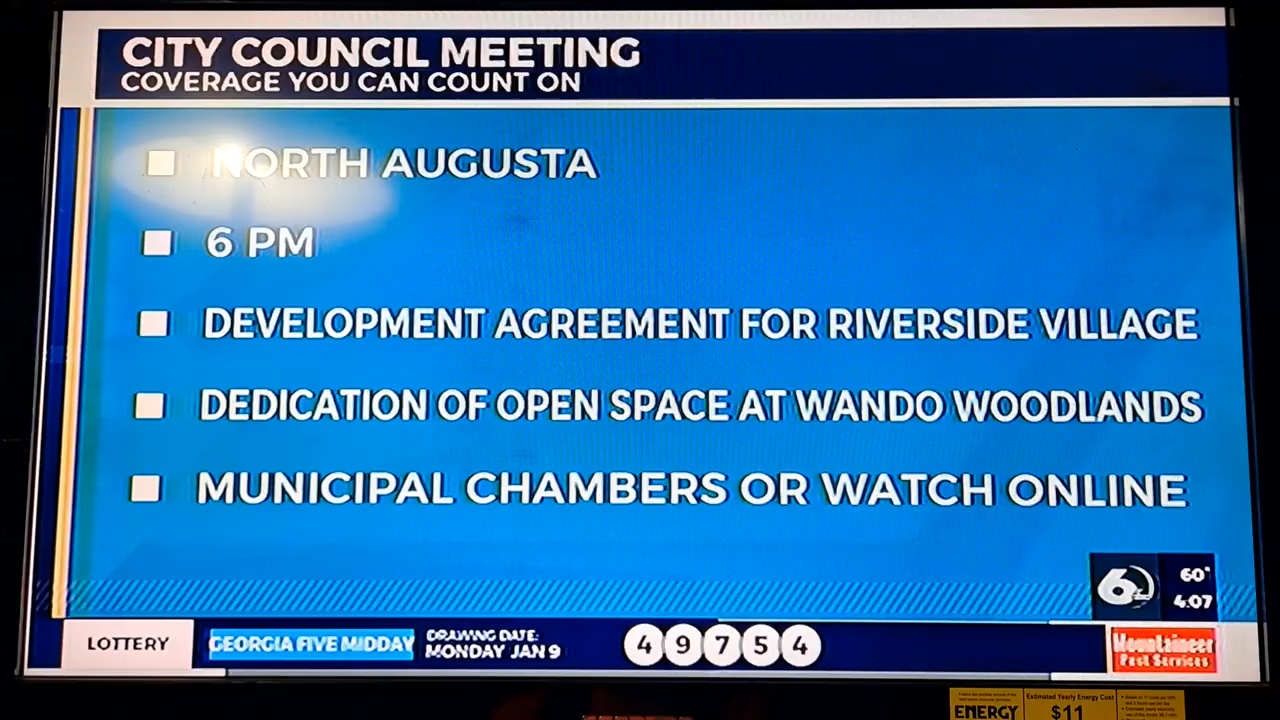 CITY COUNCIL MEETING
COVERAGE YOU CAN COUNT ON
NORTH AUGUSTA
6 PM
DEVELOPMENT AGREEMENT FOR RIVERSIDE VILLAGE
DEDICATION OF OPEN SPACE AT WANDO WOODLANDS
MUNICIPAL CHAMBERS OR WATCH ONLINE
6
60°
4:07
LOTTERY
GEORGIA FIVE MIDDAY
DRAWING DATE:
MONDAY JAN 9
4 9 7 5 4
Mountaineer
Pest Services
Estimated Yearly Energy Cost
ENERGY
$11